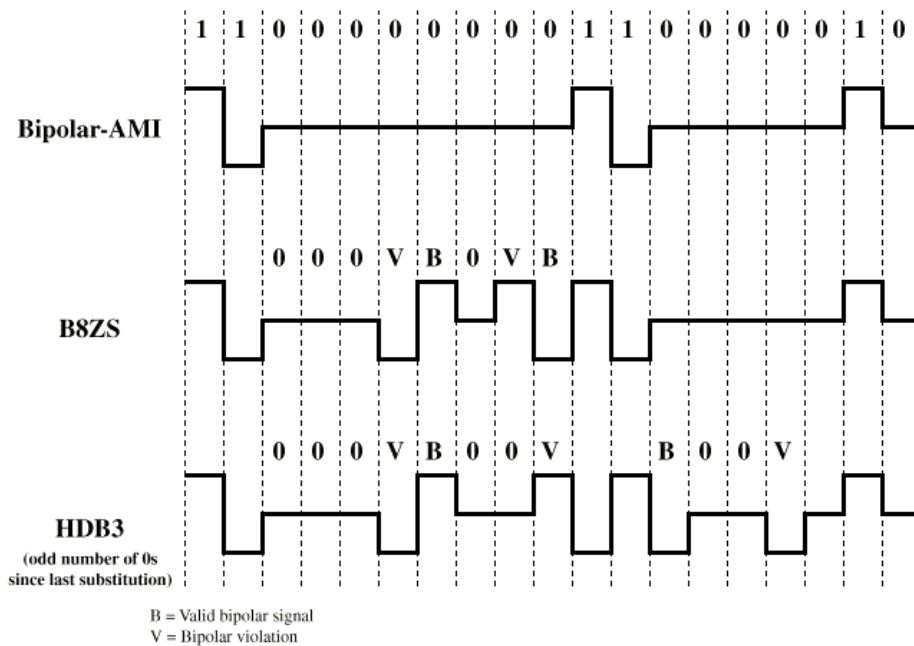 1 1 0 0 0 0 0 0 0 0 1 1 0 0 0 0 0 1 0
Bipolar-AMI
0 0 0 V B 0 V B
B8ZS
0 0 0 V B 0 0 V B 0 0 V
HDB3
(odd number of 0s
since last substitution)
B = Valid bipolar signal
V = Bipolar violation